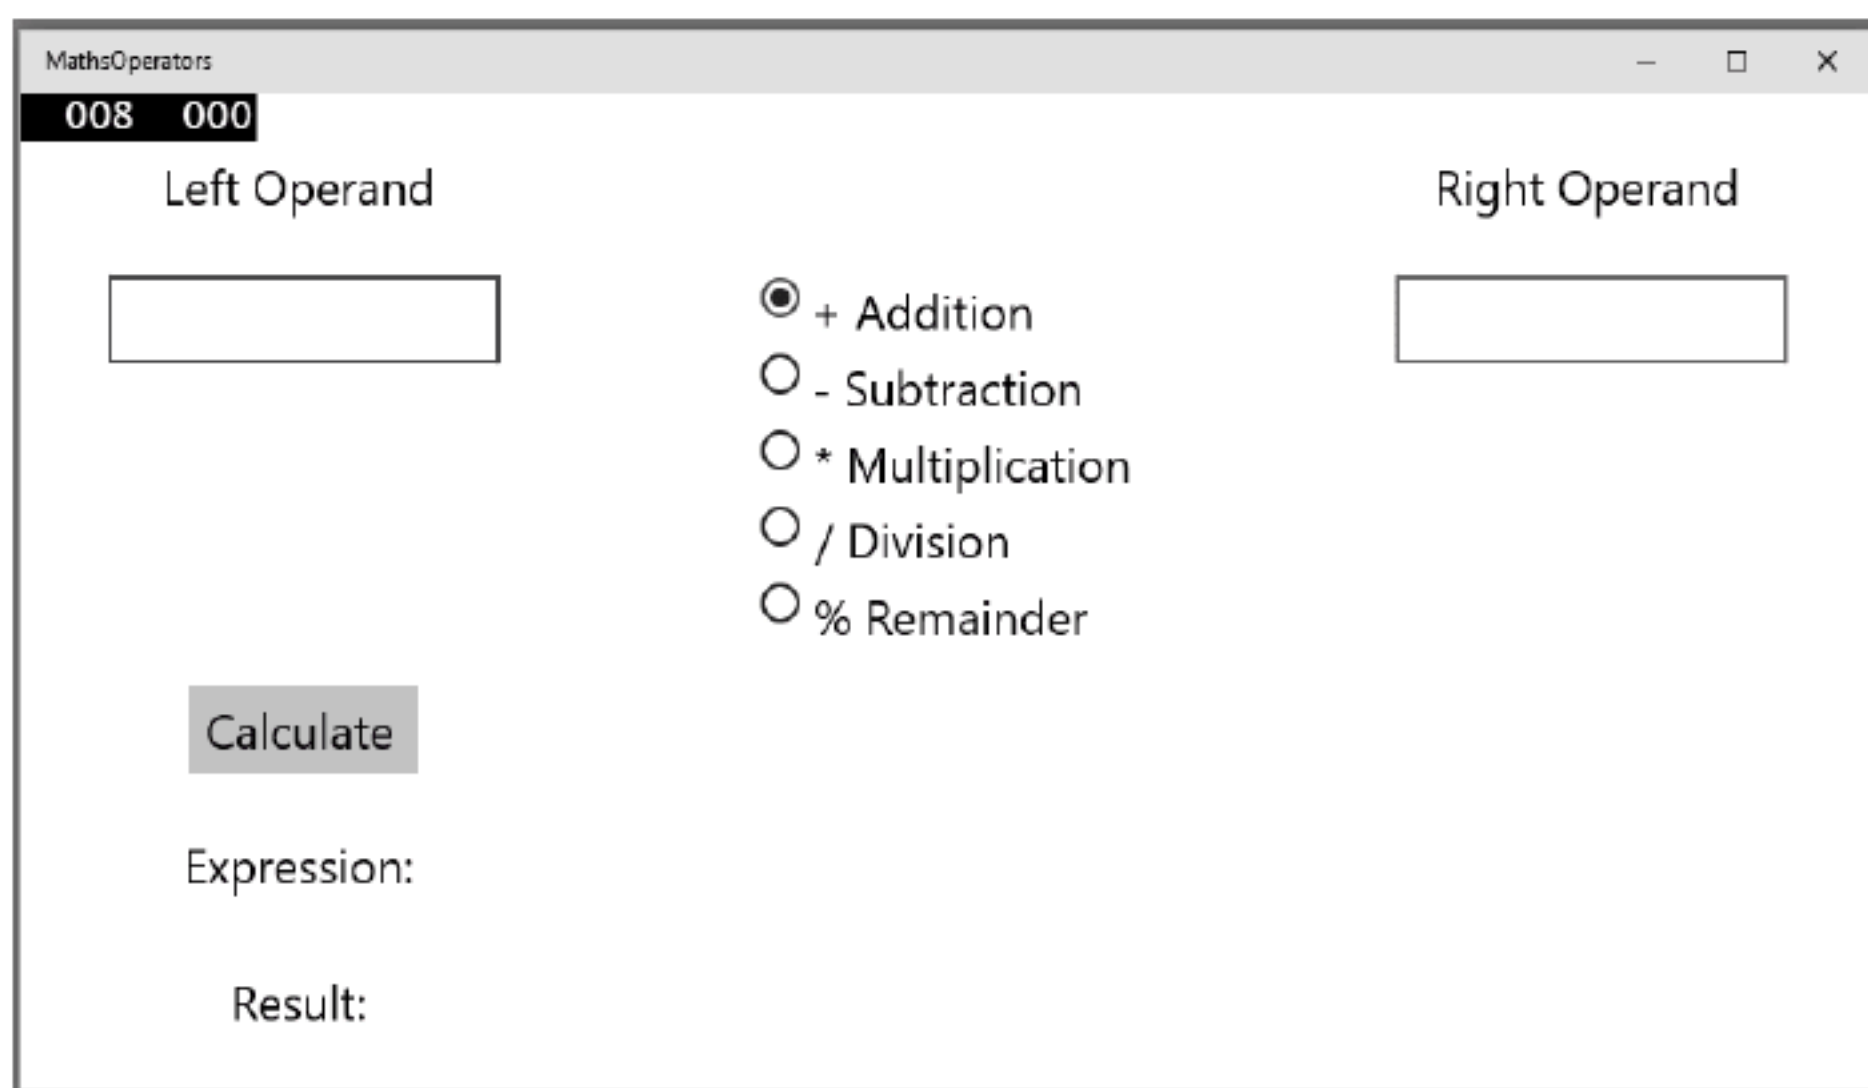 MathsOperators
008 000
Left Operand
Right Operand
+ Addition
- Subtraction
* Multiplication
/ Division
% Remainder
Calculate
Expression:
Result: